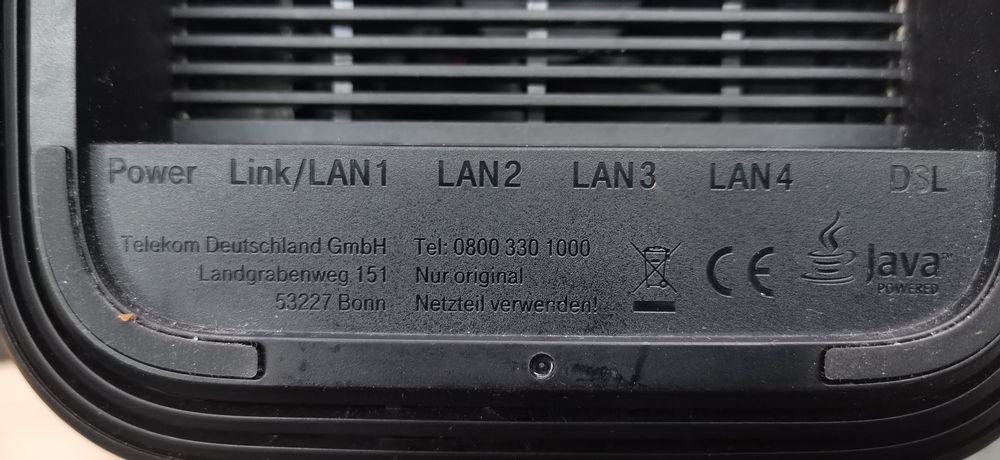 Power Link/LAN1 LAN2 LAN3 LAN4 DSL
Telekom Deutschland GmbH
Landgrabenweg 151
53227 Bonn
Tel: 0800 330 1000
Nur original
Netzteil verwenden!
CE
Java™
POWERED